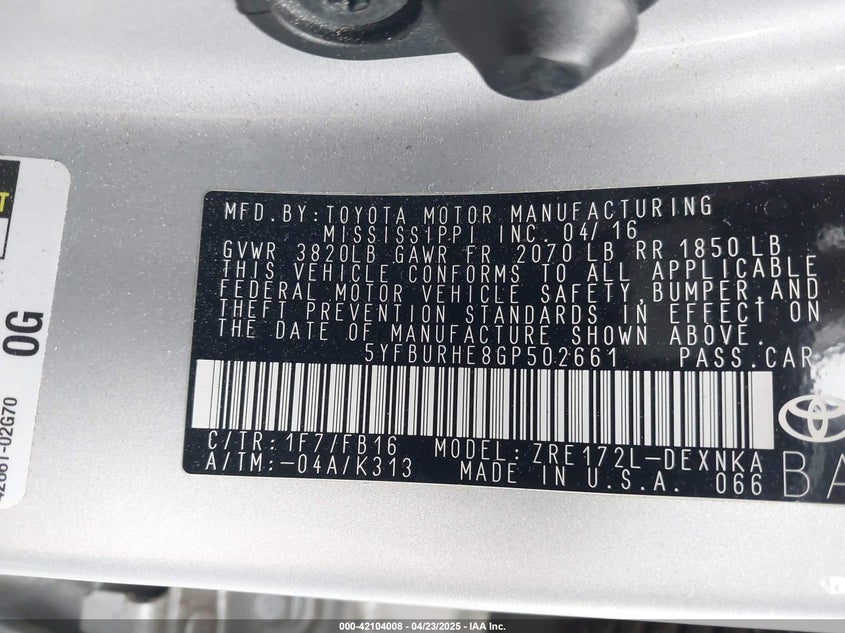 T
0G
42661-02G70
MFD.BY:TOYOTA MOTOR MANUFACTURING
MISSISSIPPI INC. 04/16
GVWR 3820LB GAWR FR 2070 LB RR 1850 LB
THIS VEHICLE CONFORMS TO ALL APPLICABLE
FEDERAL MOTOR VEHICLE SAFETY,BUMPER,AND
THEFT PREVENTION STANDARDS IN EFFECT ON
THE DATE OF MANUFACTURE SHOWN ABOVE.
5YFBURHE8GP502661 PASS.CAR
C/TR:1F7/FB16 MODEL:ZRE172L-DEXNKA
A/TM:-04A/K313 MADE IN U.S.A. 066
BA
000-42104008 - 04/23/2025 - IAA Inc.